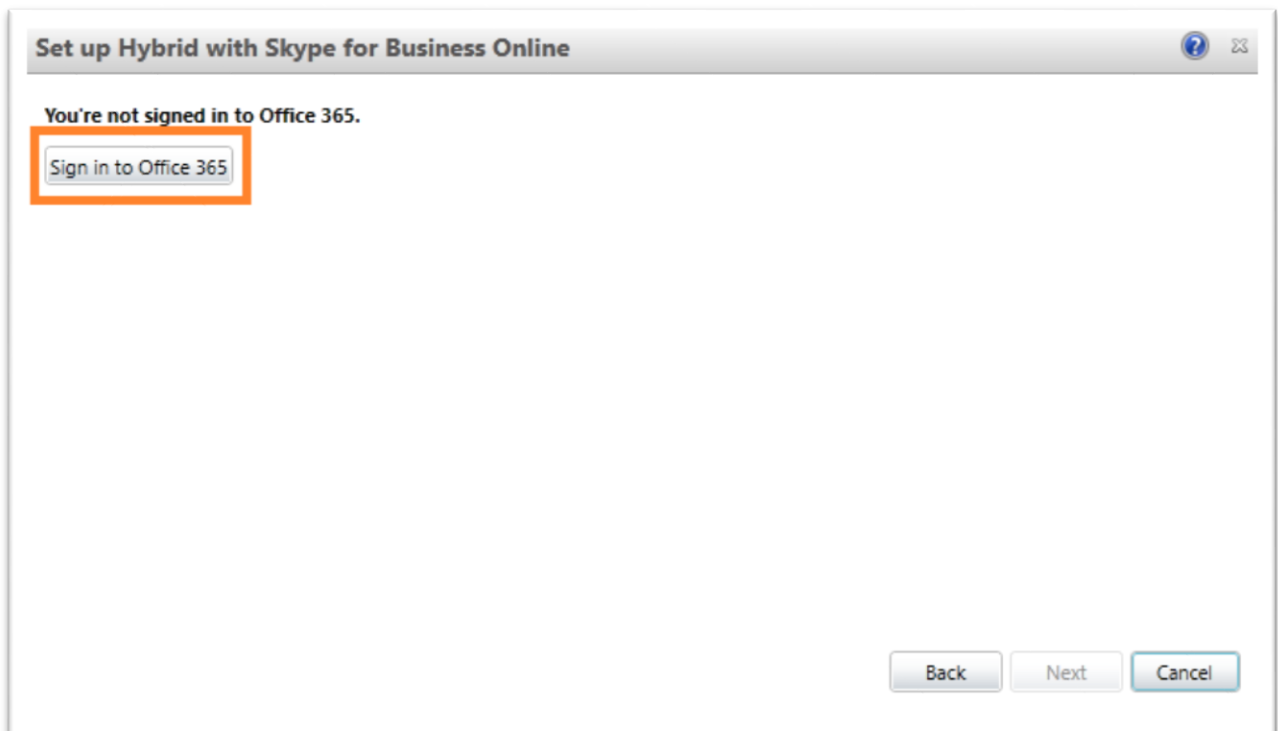 Set up Hybrid with Skype for Business Online
?
You're not signed in to Office 365.
Sign in to Office 365
Back
Next
Cancel